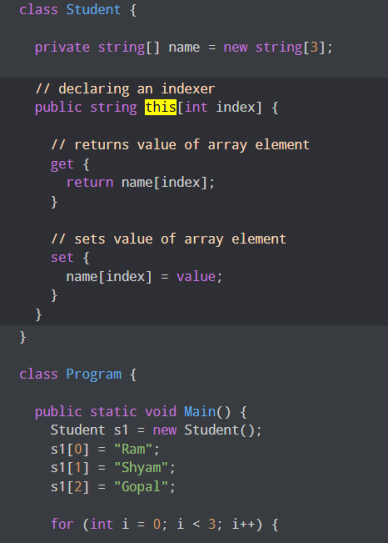 class Student {
private string[] name = new string[3];
// declaring an indexer
public string this[int index] {
// returns value of array element
get {
return name[index];
}
// sets value of array element
set {
name[index] = value;
}
}
}
class Program {
public static void Main() {
Student s1 = new Student();
s1[0] = "Ram";
s1[1] = "Shyam";
s1[2] = "Gopal";
for (int i = 0; i < 3; i++) {